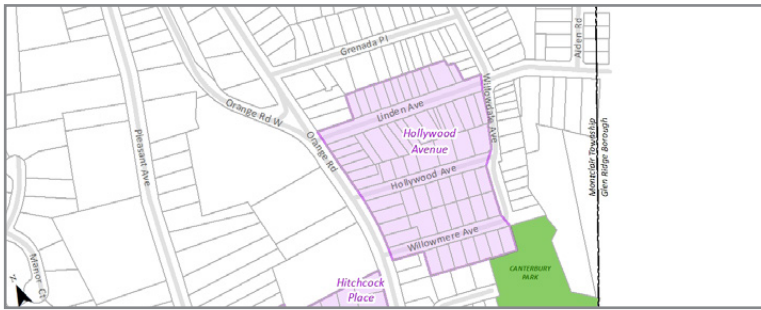 Grenada Pl
Alden Rd
Orange Rd W
Linden Ave
Willowdale Ave
Hollywood
Avenue
Orange Rd
Pleasant Ave
Hollywood Ave
Montclair Township
Glen Ridge Borough
Willowmere Ave
Manor Ct
CANTERBURY
PARK
Hitchcock
Place
N